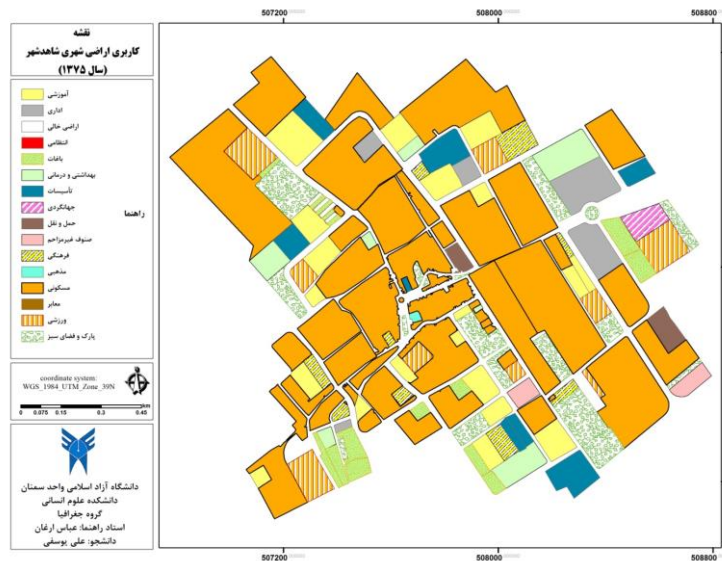 507200
508000
508800
نقشه
کاربری اراضی شهری شاهدشهر
(سال ۱۳۷۵)
آموزشی
اداری
اراضی خالی
انتظامی
باغات
بهداشتی و درمانی
تأسیسات
جهانگردی
حمل و نقل
صنوف غیرمزاحم
فرهنگی
مذهبی
مسکونی
معابر
ورزشی
پارک و فضای سبز
راهنما
coordinate system:
WGS_1984_UTM_Zone_39N
km
0 0.075 0.15 0.3 0.45
دانشگاه آزاد اسلامی واحد سمنان
دانشکده علوم انسانی
گروه جغرافیا
استاد راهنما: عباس ارغان
دانشجو: علی یوسفی
507200
508000
508800